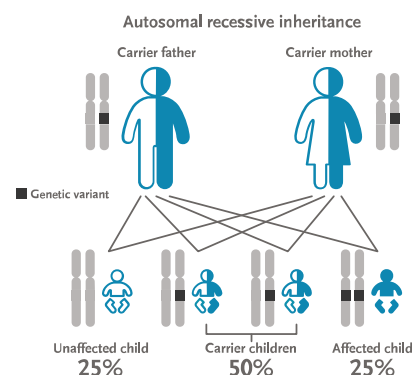 Autosomal recessive inheritance
Carrier father
Carrier mother
Genetic variant
Unaffected child
25%
Carrier children
50%
Affected child
25%